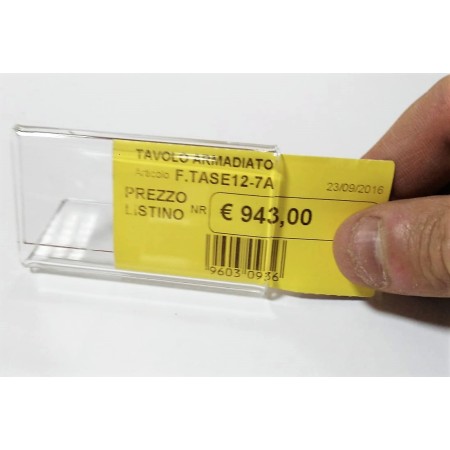 TAVOLO ARMADIATO
Articolo F.TASE12-7A
23/09/2016
PREZZO
LISTINO NR € 943,00
9603 0936